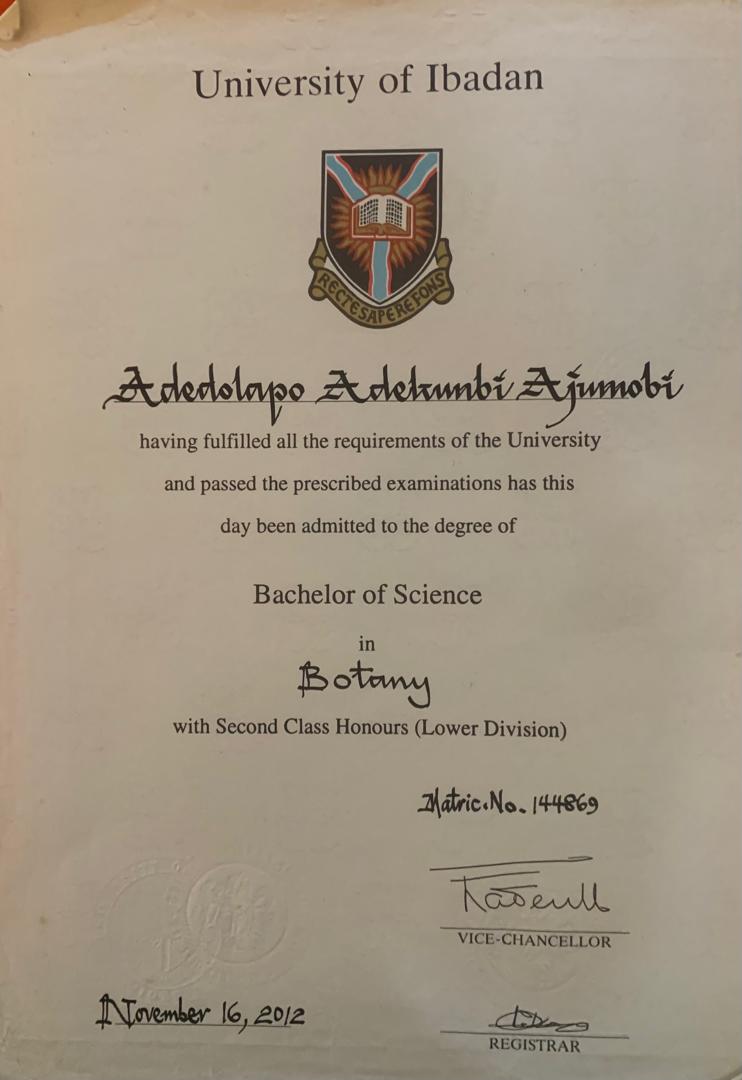 University of Ibadan
RECTE SAPERE FONS
Adedolapo Adekunbi Ajumobi
having fulfilled all the requirements of the University
and passed the prescribed examinations has this
day been admitted to the degree of
Bachelor of Science
in
Botany
with Second Class Honours (Lower Division)
Matric.No. 144869
VICE-CHANCELLOR
November 16, 2012
REGISTRAR